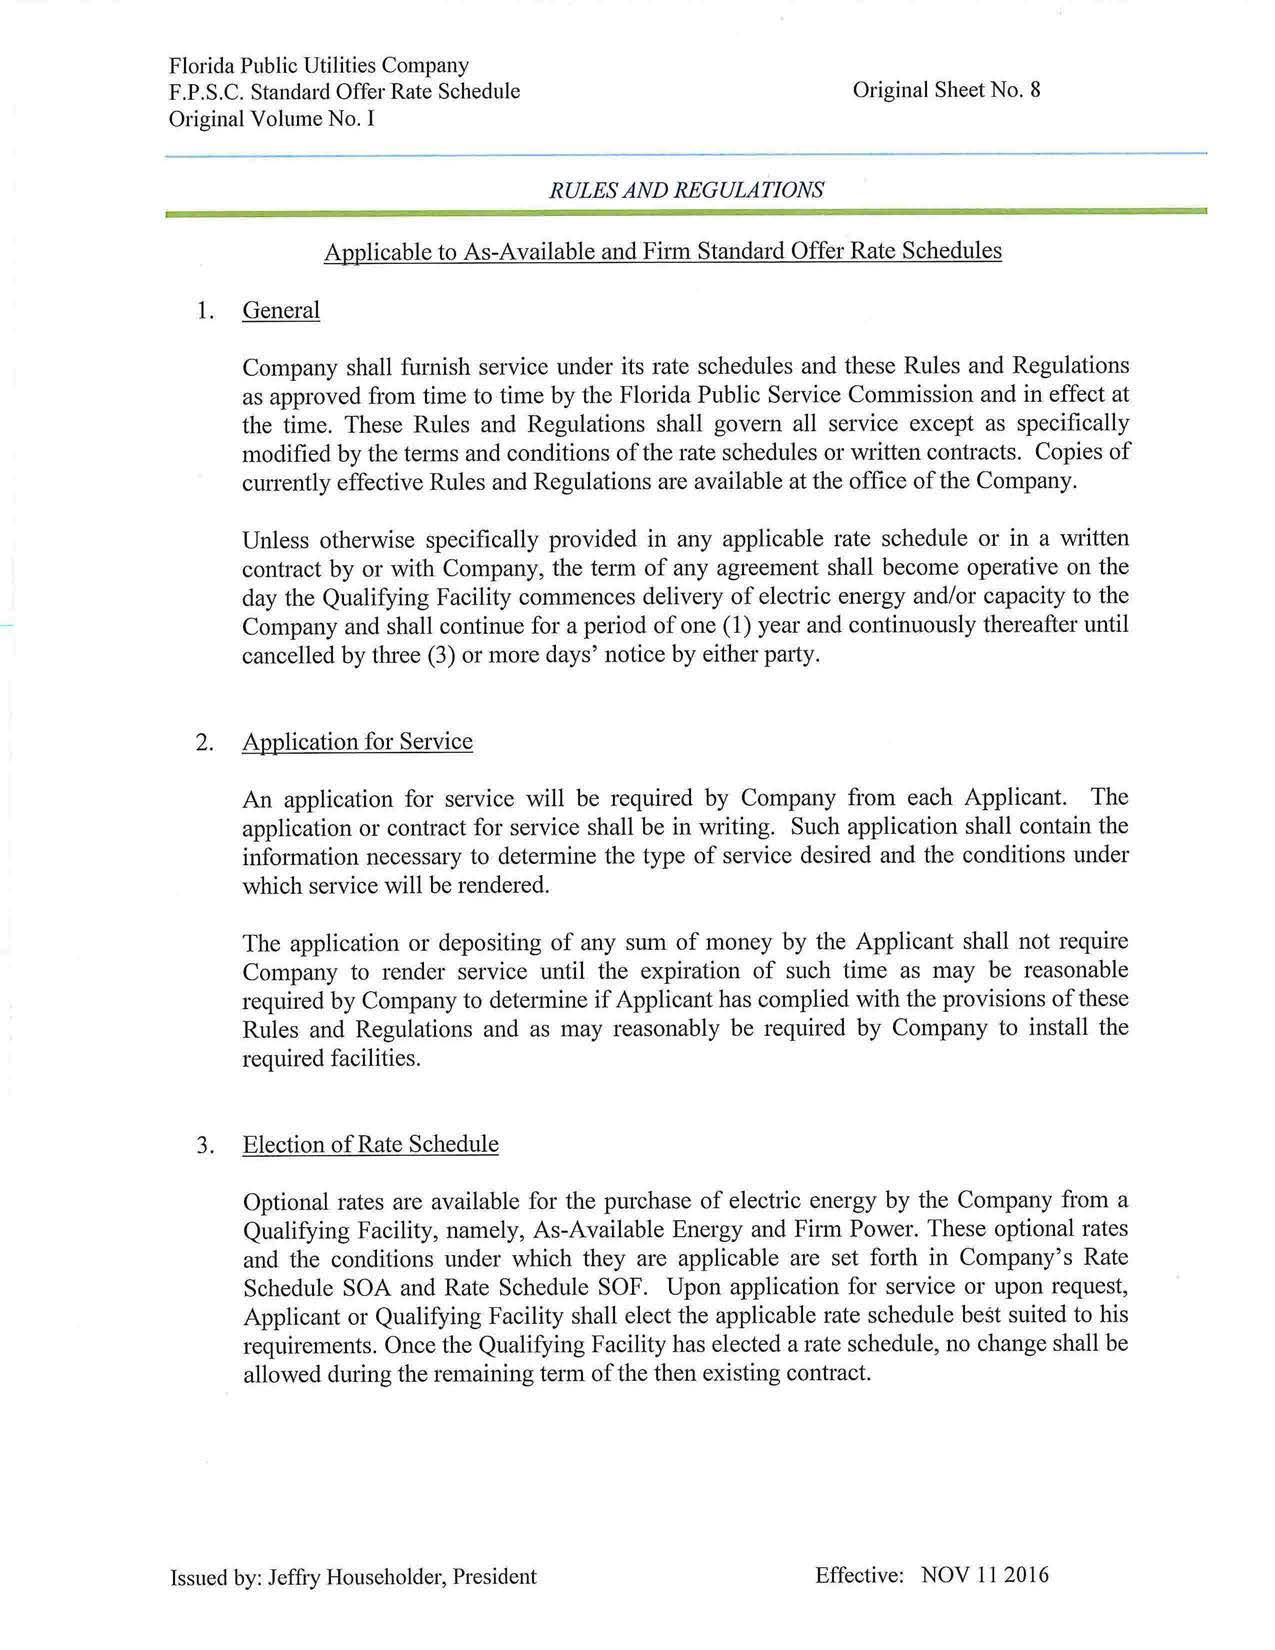 Florida Public Utilities Company
F.P.S.C. Standard Offer Rate Schedule
Original Sheet No. 8
Original Volume No. I
RULES AND REGULATIONS
Applicable to As-Available and Firm Standard Offer Rate Schedules
1. General
Company shall furnish service under its rate schedules and these Rules and Regulations
as approved from time to time by the Florida Public Service Commission and in effect at
the time. These Rules and Regulations shall govern all service except as specifically
modified by the terms and conditions of the rate schedules or written contracts. Copies of
currently effective Rules and Regulations are available at the office of the Company.
Unless otherwise specifically provided in any applicable rate schedule or in a written
contract by or with Company, the term of any agreement shall become operative on the
day the Qualifying Facility commences delivery of electric energy and/or capacity to the
Company and shall continue for a period of one (1) year and continuously thereafter until
cancelled by three (3) or more days’ notice by either party.
2. Application for Service
An application for service will be required by Company from each Applicant. The
application or contract for service shall be in writing. Such application shall contain the
information necessary to determine the type of service desired and the conditions under
which service will be rendered.
The application or depositing of any sum of money by the Applicant shall not require
Company to render service until the expiration of such time as may be reasonable
required by Company to determine if Applicant has complied with the provisions of these
Rules and Regulations and as may reasonably be required by Company to install the
required facilities.
3. Election of Rate Schedule
Optional rates are available for the purchase of electric energy by the Company from a
Qualifying Facility, namely, As-Available Energy and Firm Power. These optional rates
and the conditions under which they are applicable are set forth in Company’s Rate
Schedule SOA and Rate Schedule SOF. Upon application for service or upon request,
Applicant or Qualifying Facility shall elect the applicable rate schedule best suited to his
requirements. Once the Qualifying Facility has elected a rate schedule, no change shall be
allowed during the remaining term of the then existing contract.
Issued by: Jeffry Householder, President
Effective: NOV 11 2016